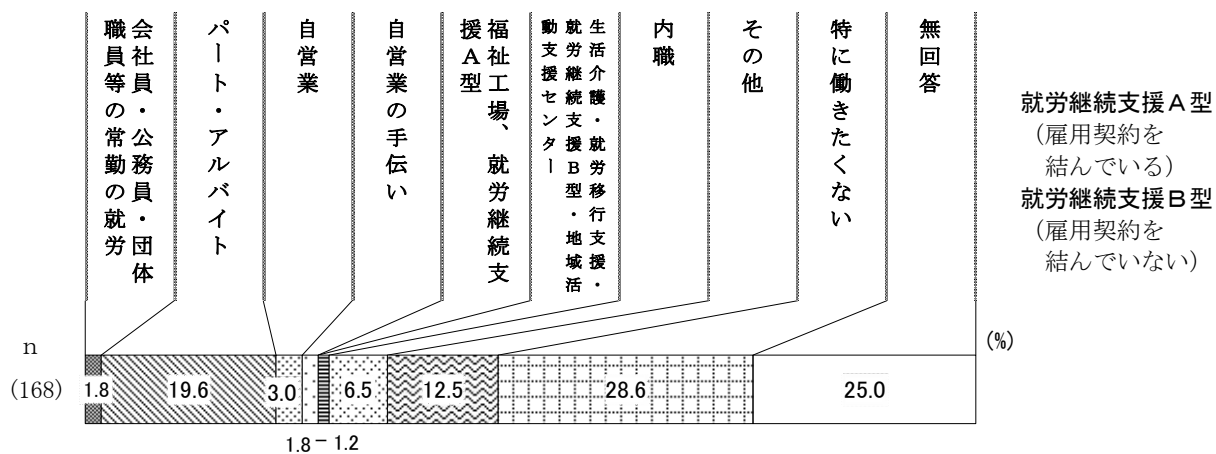 会社員・公務員・団体
職員等の常勤の就労
パート・アルバイト
自営業
自営業の手伝い
福祉工場、就労継続支
援A型
生活介護・就労移行支援・
就労継続支援B型・地域活
動支援センター
内職
その他
特に働きたくない
無回答
就労継続支援A型
（雇用契約を
結んでいる）
就労継続支援B型
（雇用契約を
結んでいない）
(%)
n
(168)
1.8
19.6
3.0
6.5
12.5
28.6
25.0
1.8 － 1.2